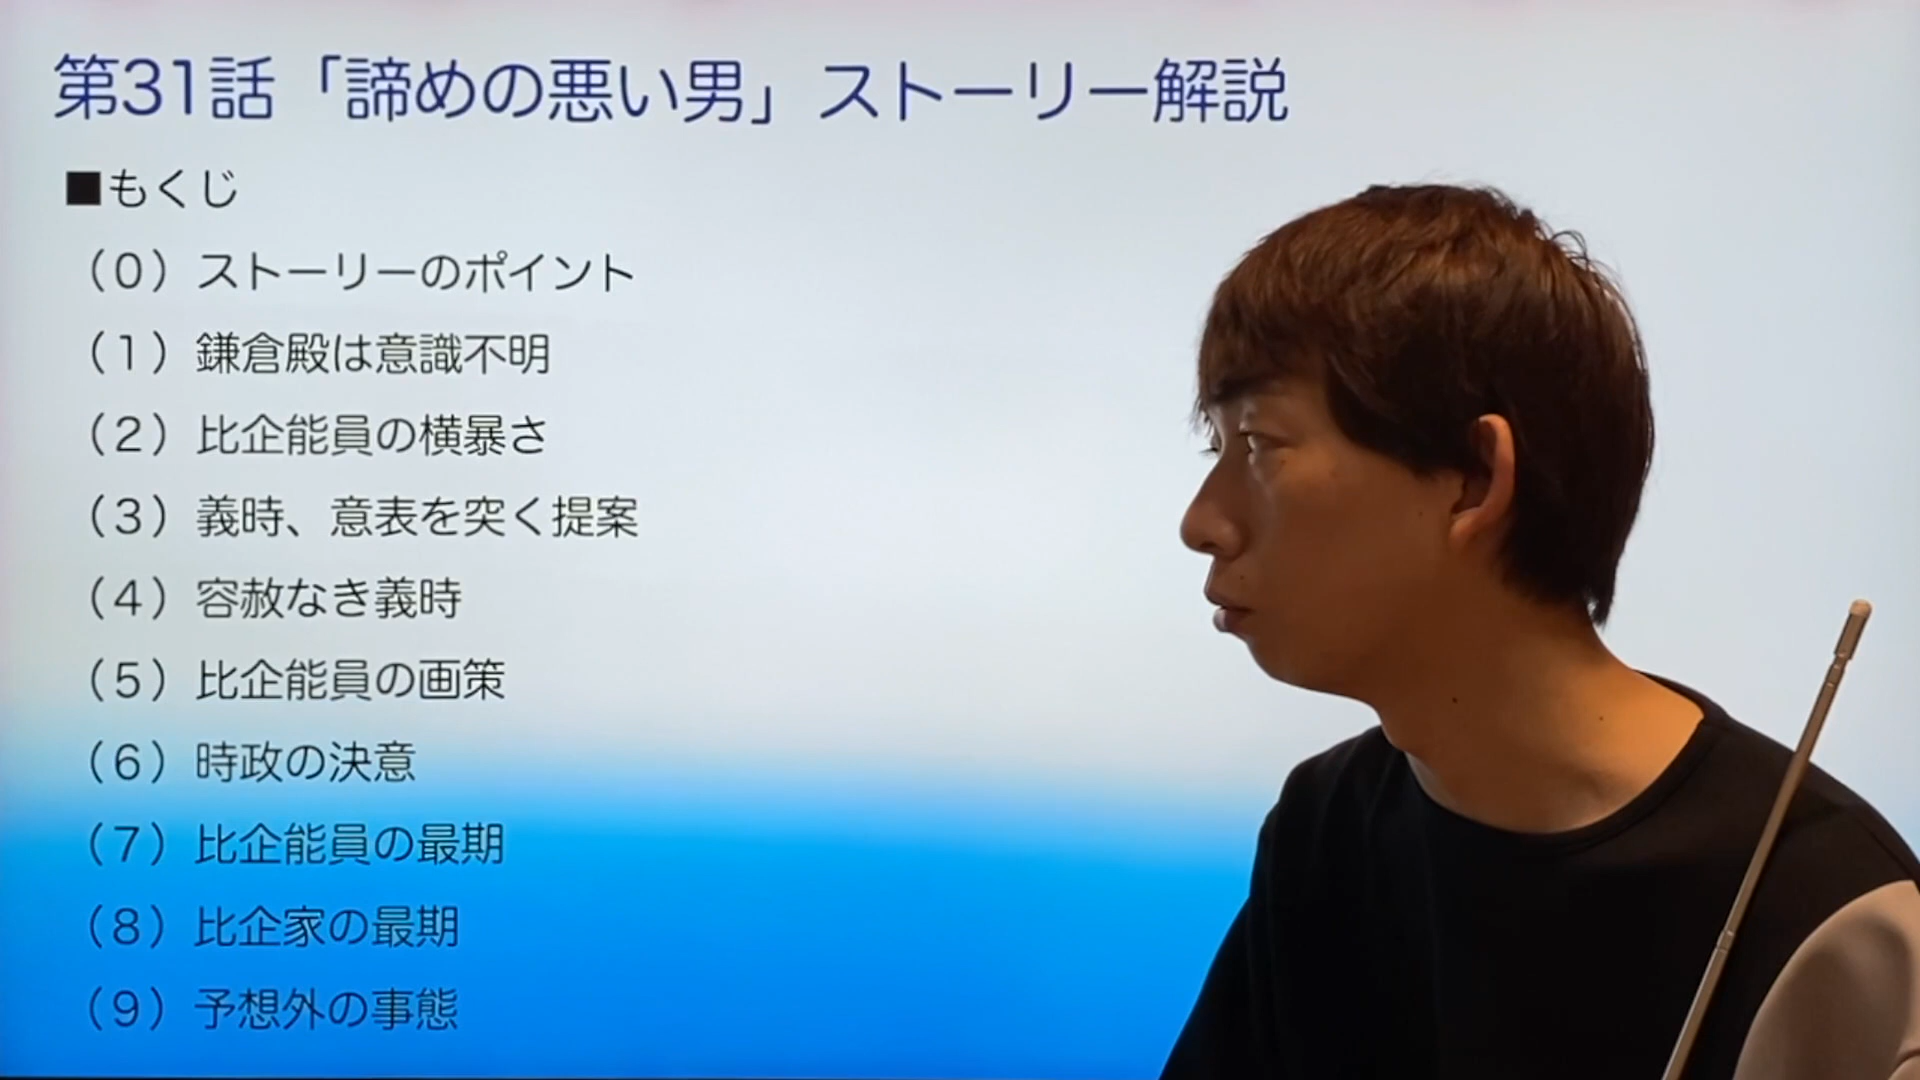 第31話「諦めの悪い男」ストーリー解説
■もくじ
（0）ストーリーのポイント
（1）鎌倉殿は意識不明
（2）比企能員の横暴さ
（3）義時、意表を突く提案
（4）容赦なき義時
（5）比企能員の画策
（6）時政の決意
（7）比企能員の最期
（8）比企家の最期
（9）予想外の事態